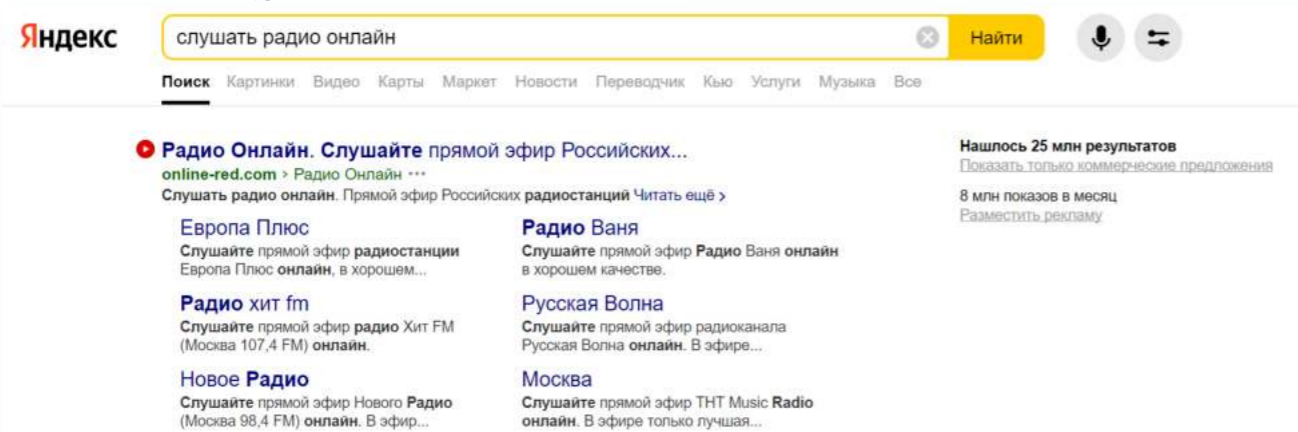 Яндекс
слушать радио онлайн
Найти
Поиск Картинки Видео Карты Маркет Новости Переводчик Кью Услуги Музыка Все
Радио Онлайн. Слушайте прямой эфир Российских...
online-red.com › Радио Онлайн ···
Слушать радио онлайн. Прямой эфир Российских радиостанций Читать ещё ›
Европа Плюс
Слушайте прямой эфир радиостанции
Европа Плюс онлайн, в хорошем...
Радио Ваня
Слушайте прямой эфир Радио Ваня онлайн
в хорошем качестве.
Радио хит fm
Слушайте прямой эфир радио Хит FM
(Москва 107,4 FM) онлайн.
Русская Волна
Слушайте прямой эфир радиоканала
Русская Волна онлайн. В эфире...
Новое Радио
Слушайте прямой эфир Нового Радио
(Москва 98,4 FM) онлайн. В эфир...
Москва
Слушайте прямой эфир ТНТ Music Radio
онлайн. В эфире только лучшая...
Нашлось 25 млн результатов
Показать только коммерческие предложения
8 млн показов в месяц
Разместить рекламу